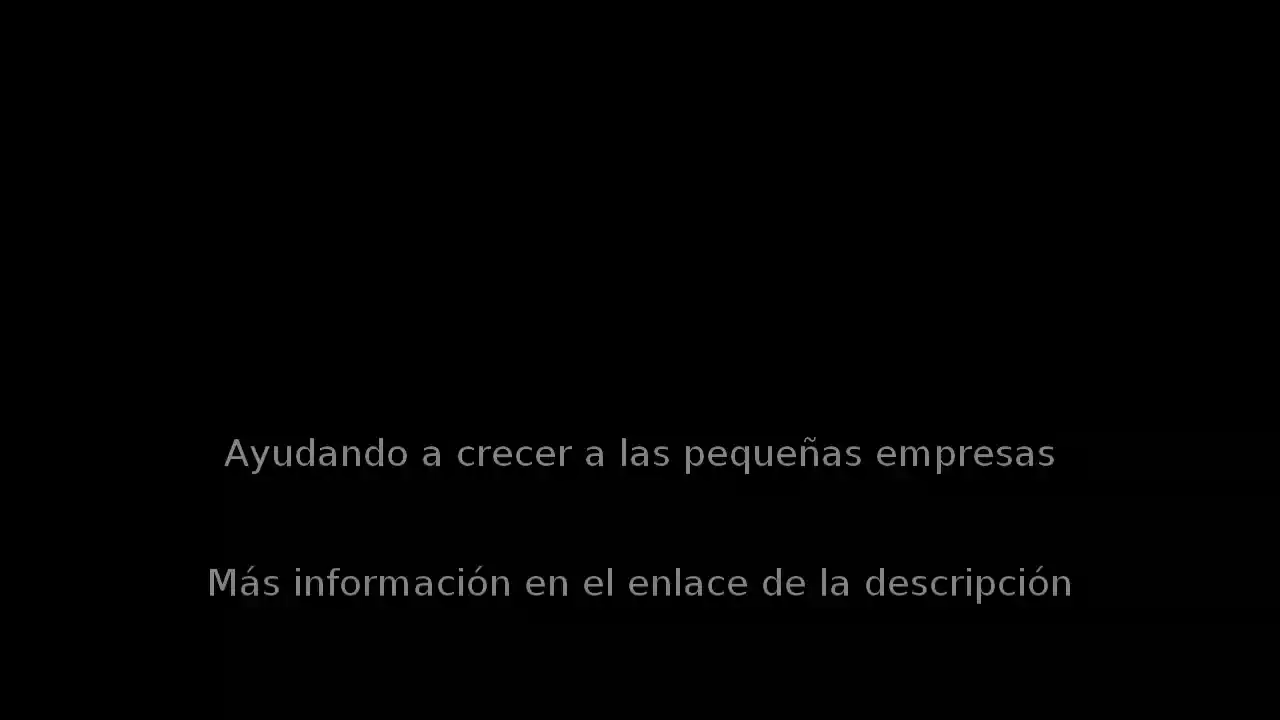 Ayudando a crecer a las pequeñas empresas
Más información en el enlace de la descripción